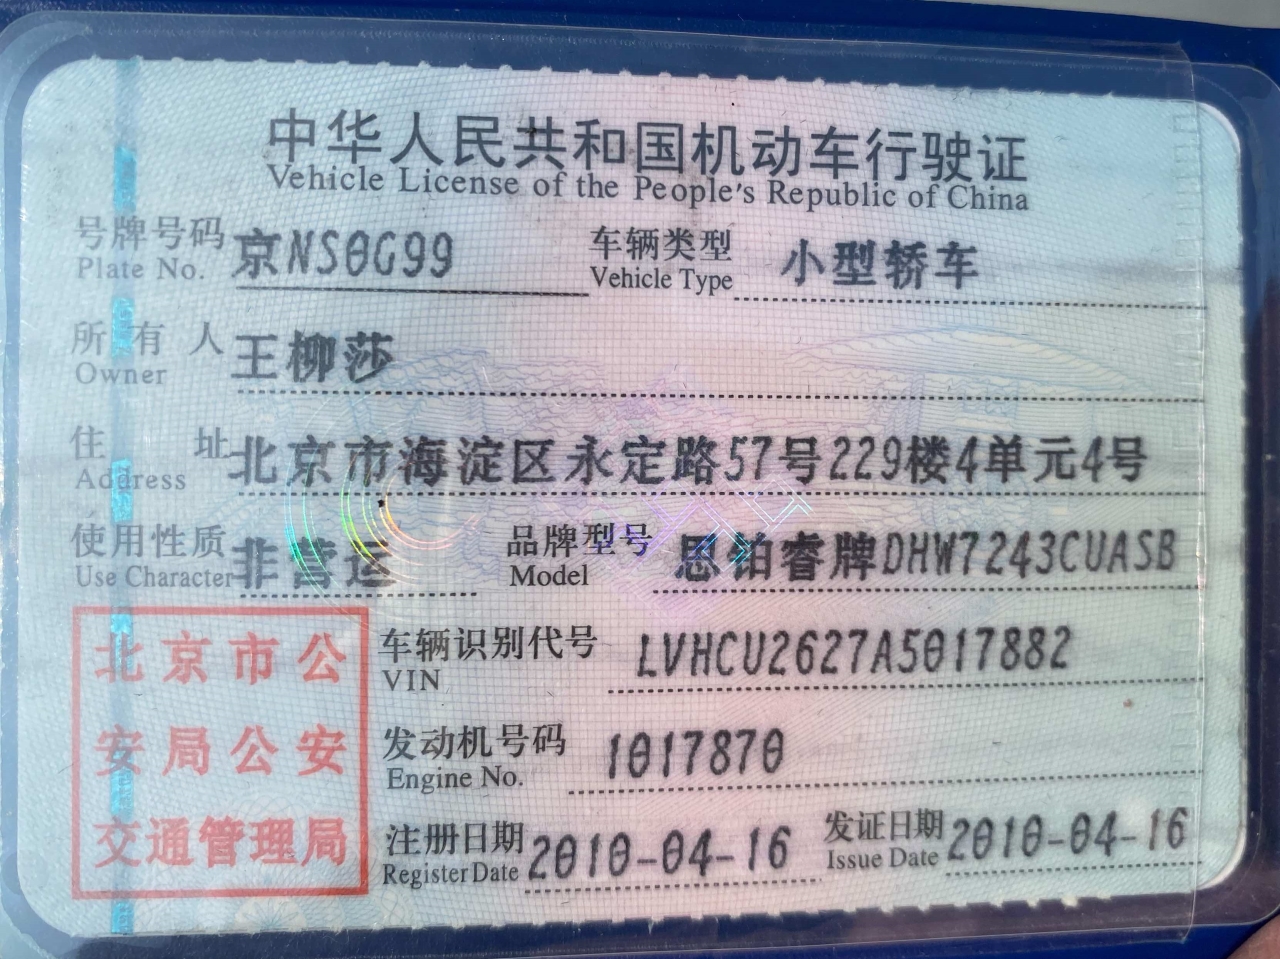 中华人民共和国机动车行驶证
Vehicle License of the People's Republic of China
号牌号码 京NS0G99 车辆类型 小型轿车
Plate No. Vehicle Type
所有人 王柳莎
Owner
住址 北京市海淀区永定路57号229楼4单元4号
Address
使用性质 非营运 品牌型号 思铂睿牌DHW7243CUASB
Use Character Model
北京市公
安局公安
交通管理局
车辆识别代号 LVHCU2627A5017882
VIN
发动机号码 1017870
Engine No.
注册日期 2010-04-16 发证日期 2010-04-16
Register Date Issue Date